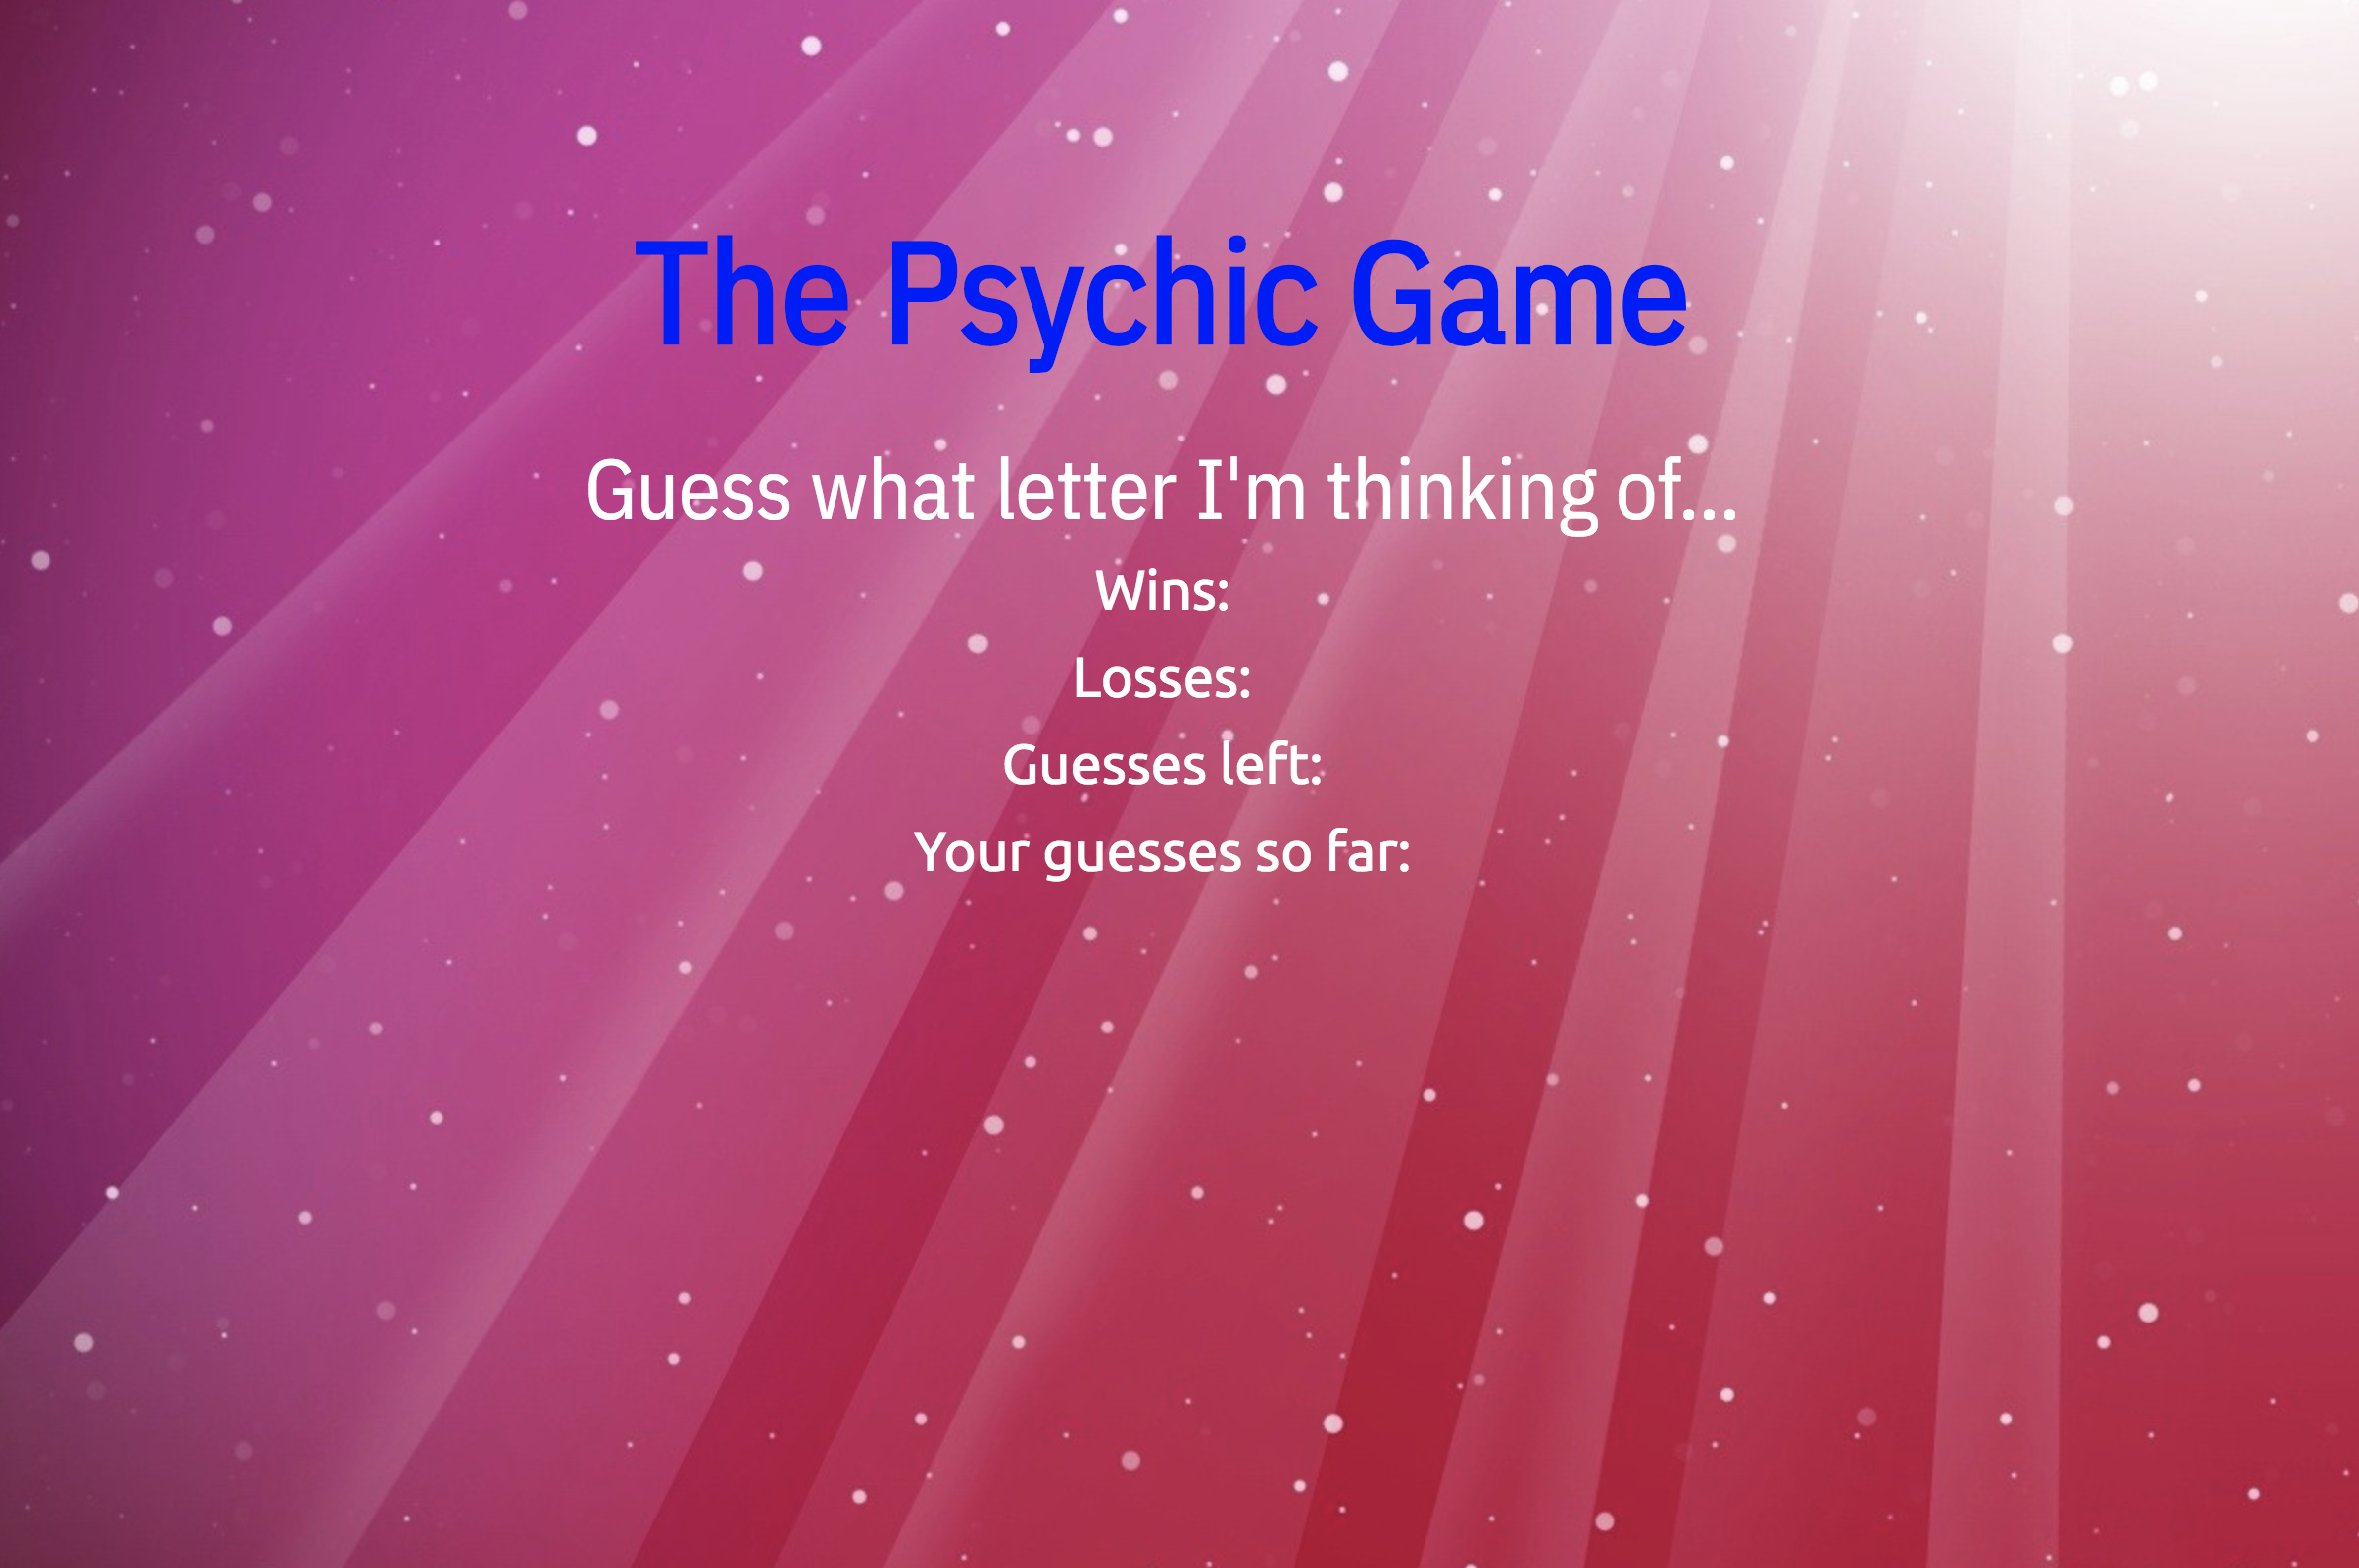 The Psychic Game
Guess what letter I'm thinking of...
Wins:
Losses:
Guesses left:
Your guesses so far: